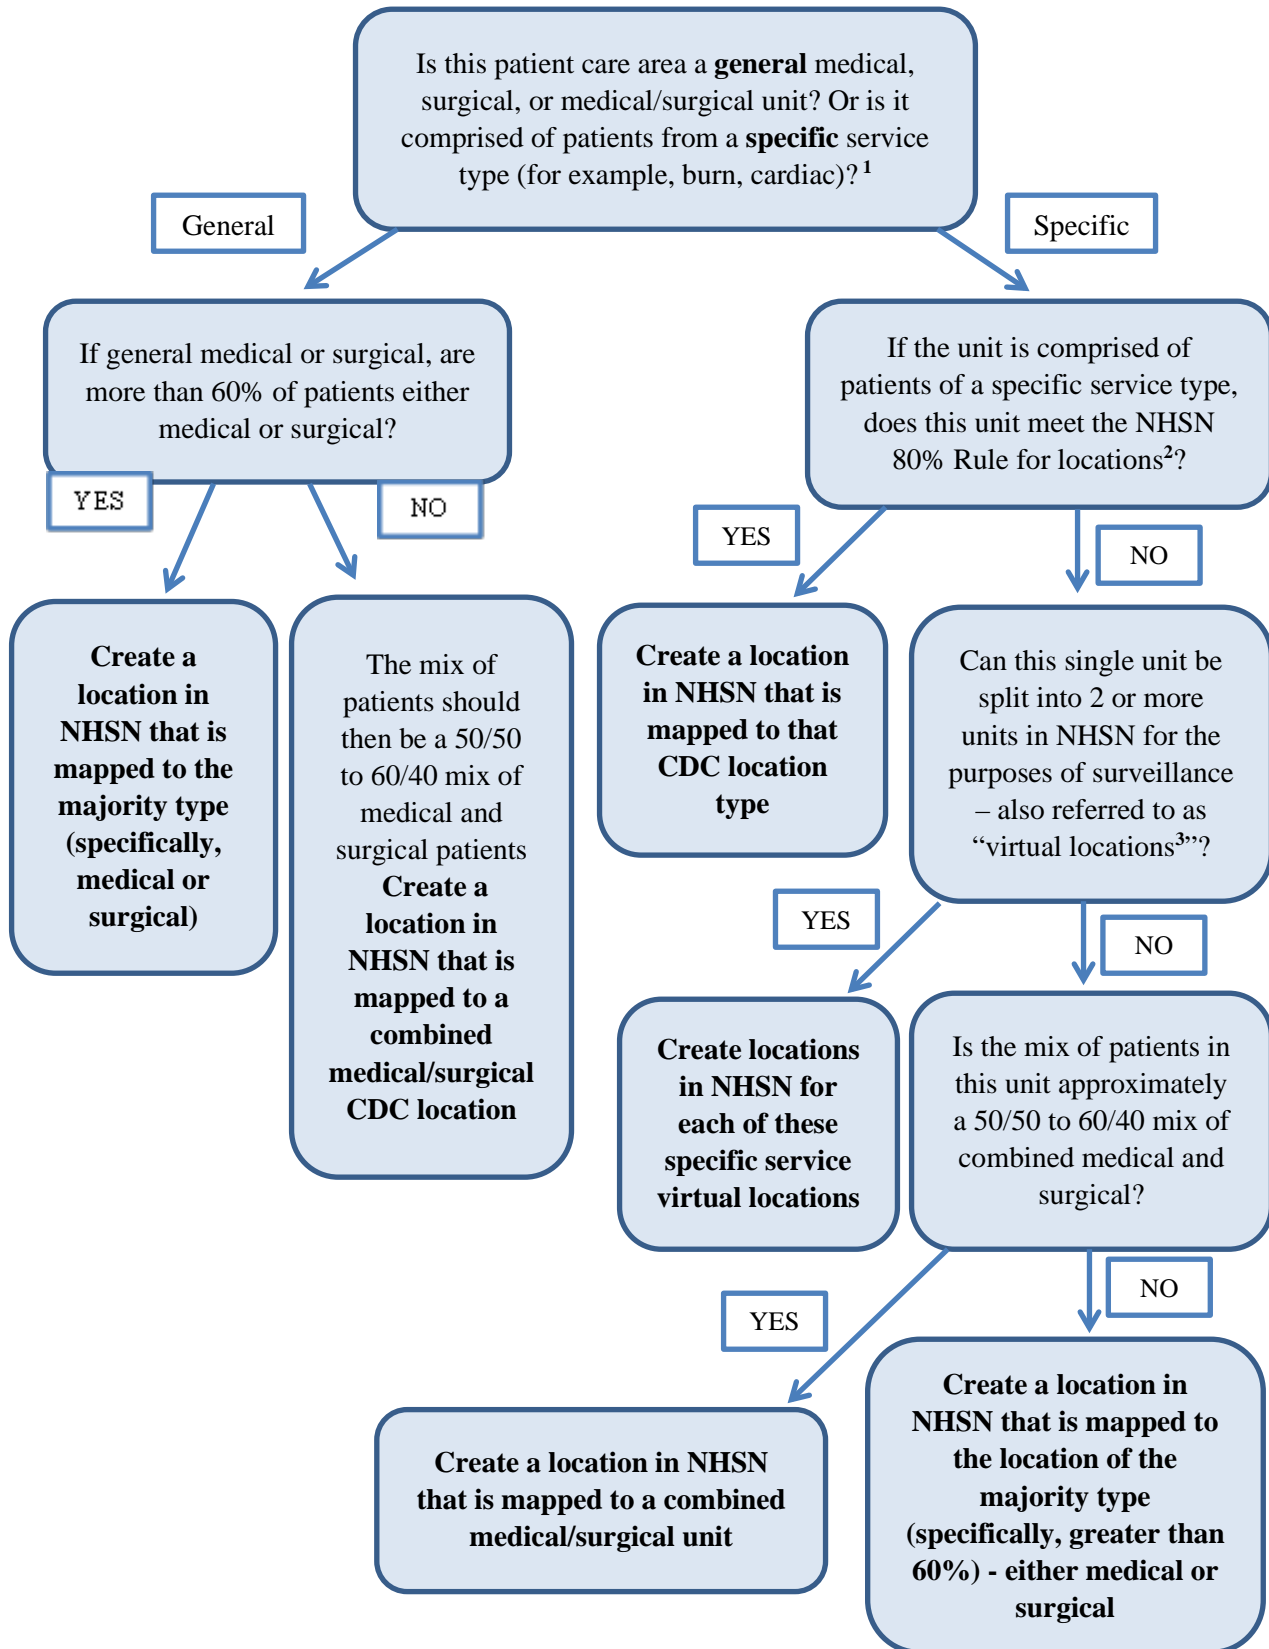 Is this patient care area a general medical,
surgical, or medical/surgical unit? Or is it
comprised of patients from a specific service
type (for example, burn, cardiac)? 1
General
Specific
If general medical or surgical, are
more than 60% of patients either
medical or surgical?
If the unit is comprised of
patients of a specific service type,
does this unit meet the NHSN
80% Rule for locations2?
YES
NO
YES
NO
Create a
location in
NHSN that is
mapped to the
majority type
(specifically,
medical or
surgical)
The mix of
patients should
then be a 50/50
to 60/40 mix of
medical and
surgical patients
Create a
location in
NHSN that is
mapped to a
combined
medical/surgical
CDC location
Create a location
in NHSN that is
mapped to that
CDC location
type
Can this single unit be
split into 2 or more
units in NHSN for the
purposes of surveillance
– also referred to as
“virtual locations3”?
YES
NO
Create locations
in NHSN for
each of these
specific service
virtual locations
Is the mix of patients in
this unit approximately
a 50/50 to 60/40 mix of
combined medical and
surgical?
YES
NO
Create a location in NHSN
that is mapped to a combined
medical/surgical unit
Create a location in
NHSN that is mapped to
the location of the
majority type
(specifically, greater than
60%) - either medical or
surgical